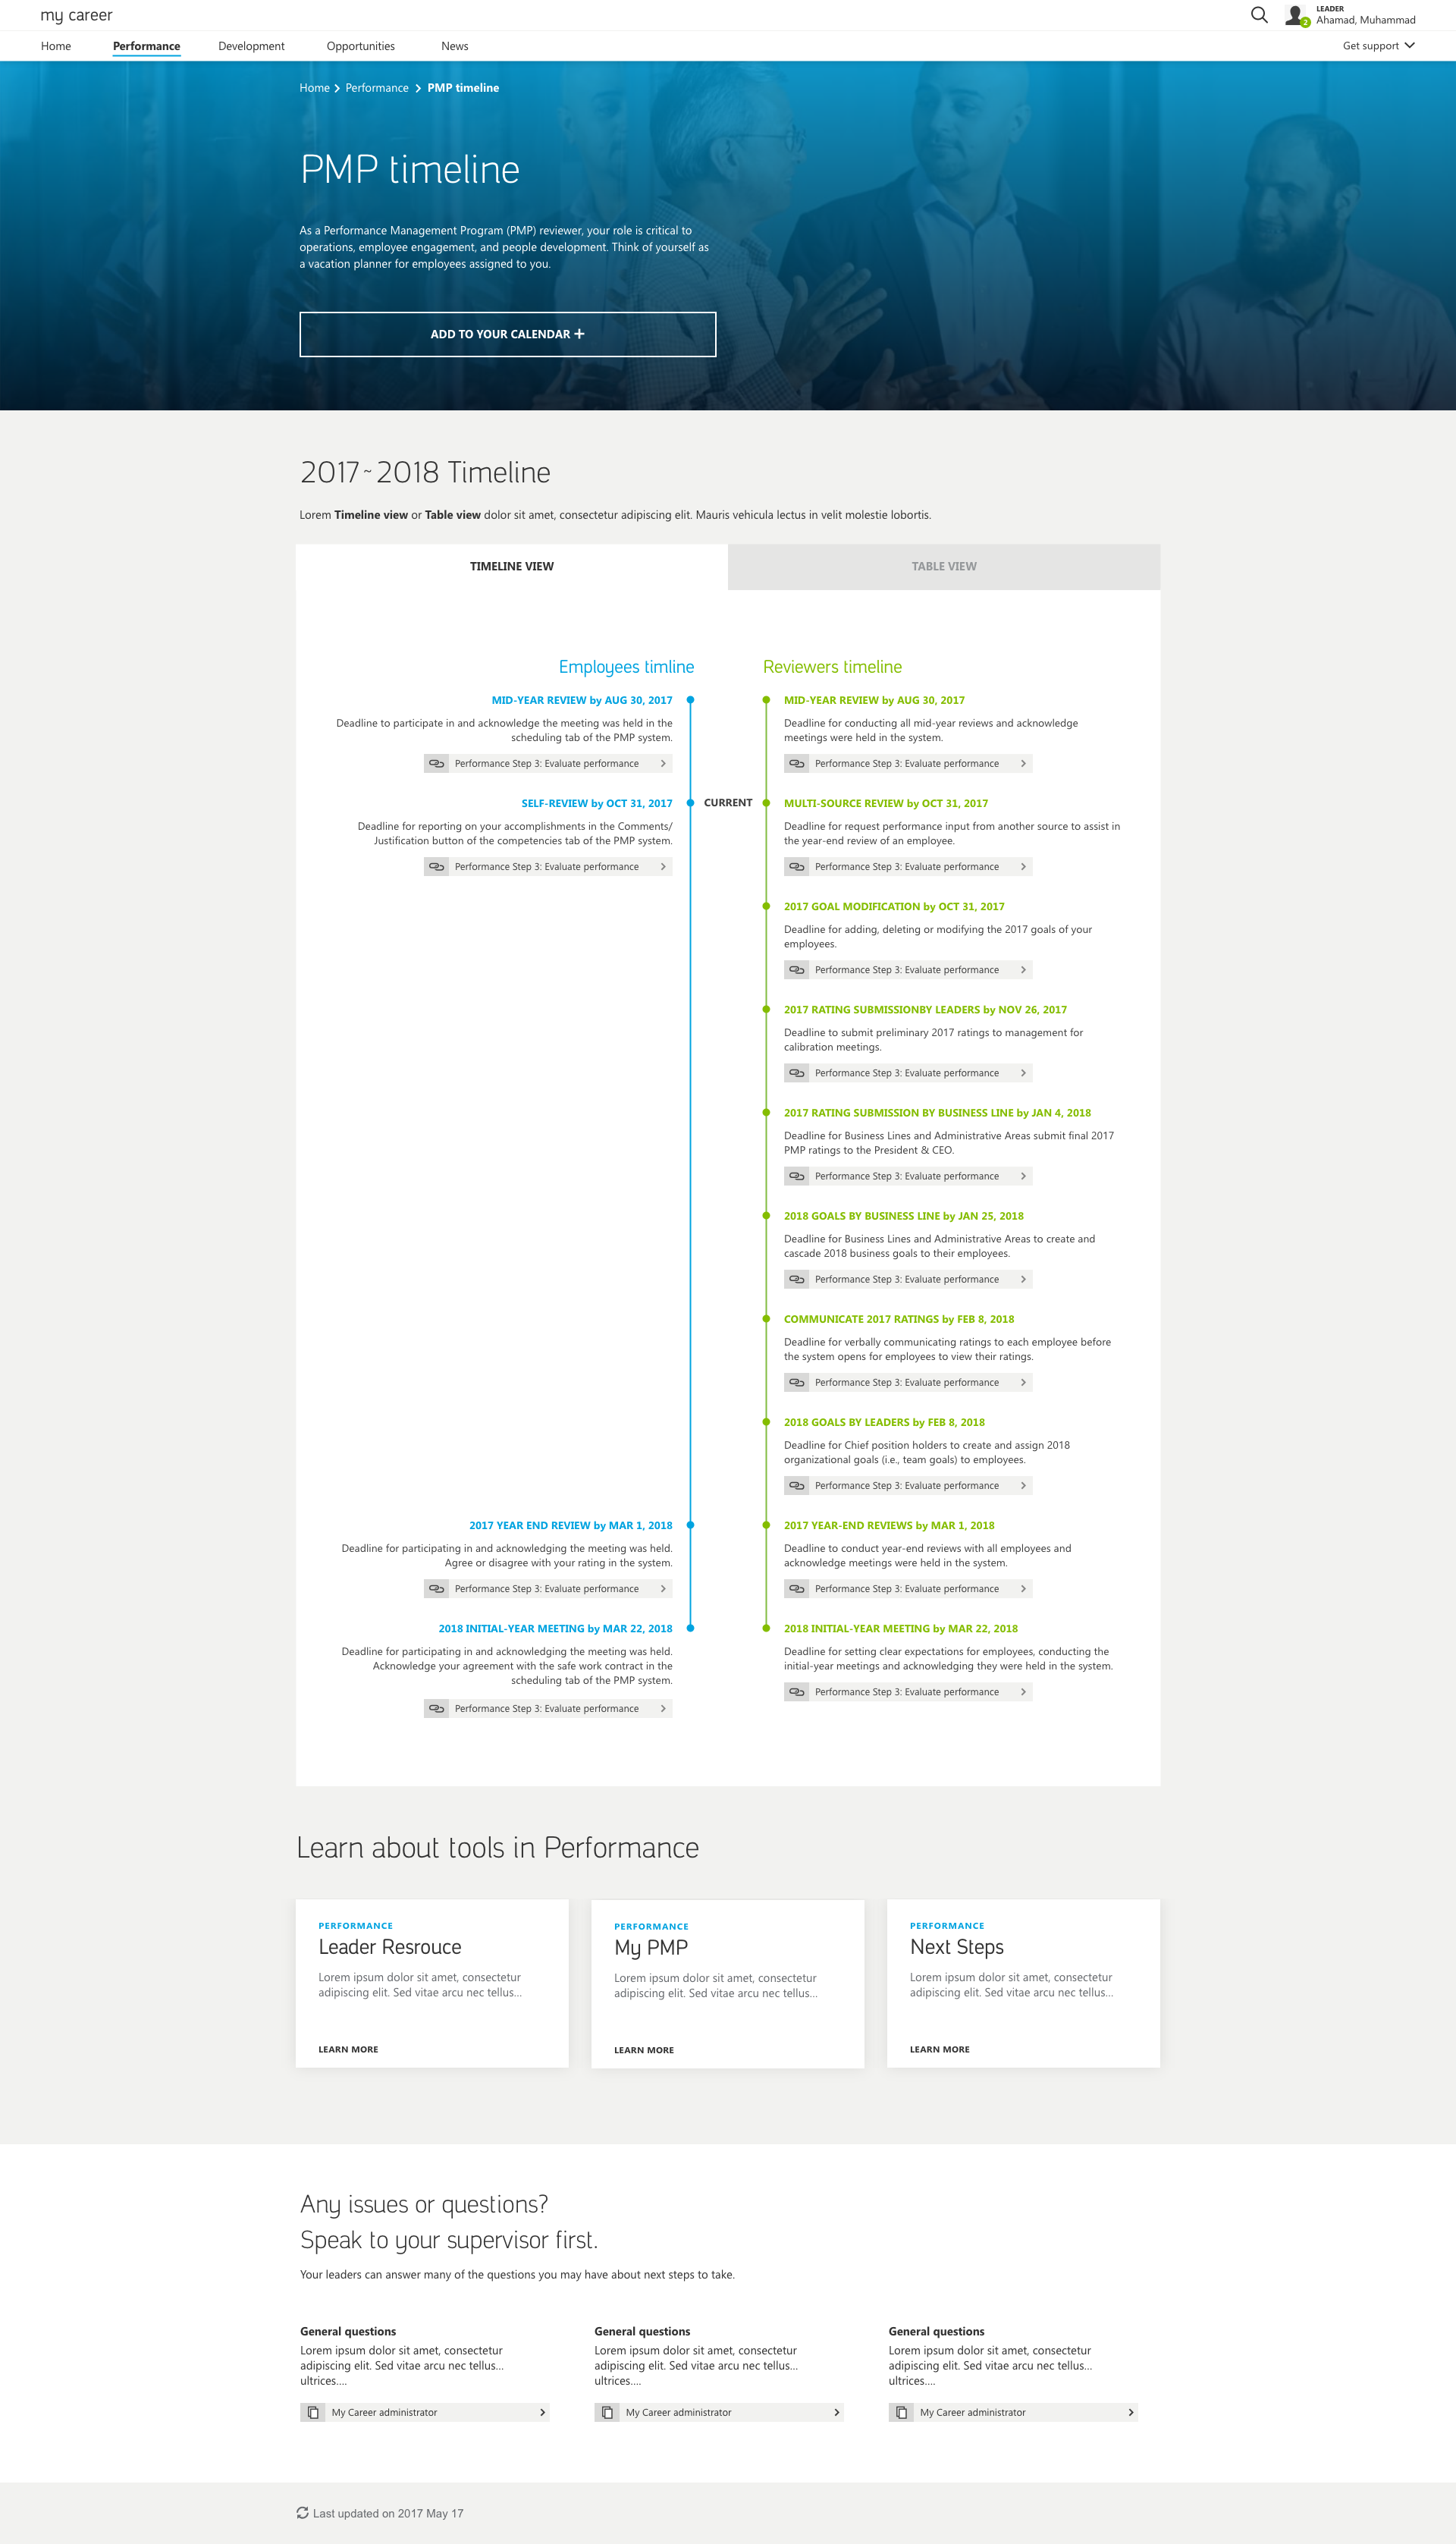 my career
2
LEADER
Ahamad, Muhammad
Home
Performance
Development
Opportunities
News
Get support
Home > Performance > PMP timeline
PMP timeline
As a Performance Management Program (PMP) reviewer, your role is critical to
operations, employee engagement, and people development. Think of yourself as
a vacation planner for employees assigned to you.
ADD TO YOUR CALENDAR +
2017 ~ 2018 Timeline
Lorem Timeline view or Table view dolor sit amet, consectetur adipiscing elit. Mauris vehicula lectus in velit molestie lobortis.
TIMELINE VIEW
TABLE VIEW
Employees timline
MID-YEAR REVIEW by AUG 30, 2017
Deadline to participate in and acknowledge the meeting was held in the
scheduling tab of the PMP system.
Performance Step 3: Evaluate performance
SELF-REVIEW by OCT 31, 2017
Deadline for reporting on your accomplishments in the Comments/
Justification button of the competencies tab of the PMP system.
Performance Step 3: Evaluate performance
2017 YEAR END REVIEW by MAR 1, 2018
Deadline for participating in and acknowledging the meeting was held.
Agree or disagree with your rating in the system.
Performance Step 3: Evaluate performance
2018 INITIAL-YEAR MEETING by MAR 22, 2018
Deadline for participating in and acknowledging the meeting was held.
Acknowledge your agreement with the safe work contract in the
scheduling tab of the PMP system.
Performance Step 3: Evaluate performance
CURRENT
Reviewers timeline
MID-YEAR REVIEW by AUG 30, 2017
Deadline for conducting all mid-year reviews and acknowledge
meetings were held in the system.
Performance Step 3: Evaluate performance
MULTI-SOURCE REVIEW by OCT 31, 2017
Deadline for request performance input from another source to assist in
the year-end review of an employee.
Performance Step 3: Evaluate performance
2017 GOAL MODIFICATION by OCT 31, 2017
Deadline for adding, deleting or modifying the 2017 goals of your
employees.
Performance Step 3: Evaluate performance
2017 RATING SUBMISSIONBY LEADERS by NOV 26, 2017
Deadline to submit preliminary 2017 ratings to management for
calibration meetings.
Performance Step 3: Evaluate performance
2017 RATING SUBMISSION BY BUSINESS LINE by JAN 4, 2018
Deadline for Business Lines and Administrative Areas submit final 2017
PMP ratings to the President & CEO.
Performance Step 3: Evaluate performance
2018 GOALS BY BUSINESS LINE by JAN 25, 2018
Deadline for Business Lines and Administrative Areas to create and
cascade 2018 business goals to their employees.
Performance Step 3: Evaluate performance
COMMUNICATE 2017 RATINGS by FEB 8, 2018
Deadline for verbally communicating ratings to each employee before
the system opens for employees to view their ratings.
Performance Step 3: Evaluate performance
2018 GOALS BY LEADERS by FEB 8, 2018
Deadline for Chief position holders to create and assign 2018
organizational goals (i.e., team goals) to employees.
Performance Step 3: Evaluate performance
2017 YEAR-END REVIEWS by MAR 1, 2018
Deadline to conduct year-end reviews with all employees and
acknowledge meetings were held in the system.
Performance Step 3: Evaluate performance
2018 INITIAL-YEAR MEETING by MAR 22, 2018
Deadline for setting clear expectations for employees, conducting the
initial-year meetings and acknowledging they were held in the system.
Performance Step 3: Evaluate performance
Learn about tools in Performance
PERFORMANCE
Leader Resrouce
Lorem ipsum dolor sit amet, consectetur
adipiscing elit. Sed vitae arcu nec tellus...
LEARN MORE
PERFORMANCE
My PMP
Lorem ipsum dolor sit amet, consectetur
adipiscing elit. Sed vitae arcu nec tellus...
LEARN MORE
PERFORMANCE
Next Steps
Lorem ipsum dolor sit amet, consectetur
adipiscing elit. Sed vitae arcu nec tellus...
LEARN MORE
Any issues or questions?
Speak to your supervisor first.
Your leaders can answer many of the questions you may have about next steps to take.
General questions
Lorem ipsum dolor sit amet, consectetur
adipiscing elit. Sed vitae arcu nec tellus...
ultrices....
My Career administrator
General questions
Lorem ipsum dolor sit amet, consectetur
adipiscing elit. Sed vitae arcu nec tellus...
ultrices....
My Career administrator
General questions
Lorem ipsum dolor sit amet, consectetur
adipiscing elit. Sed vitae arcu nec tellus...
ultrices....
My Career administrator
Last updated on 2017 May 17